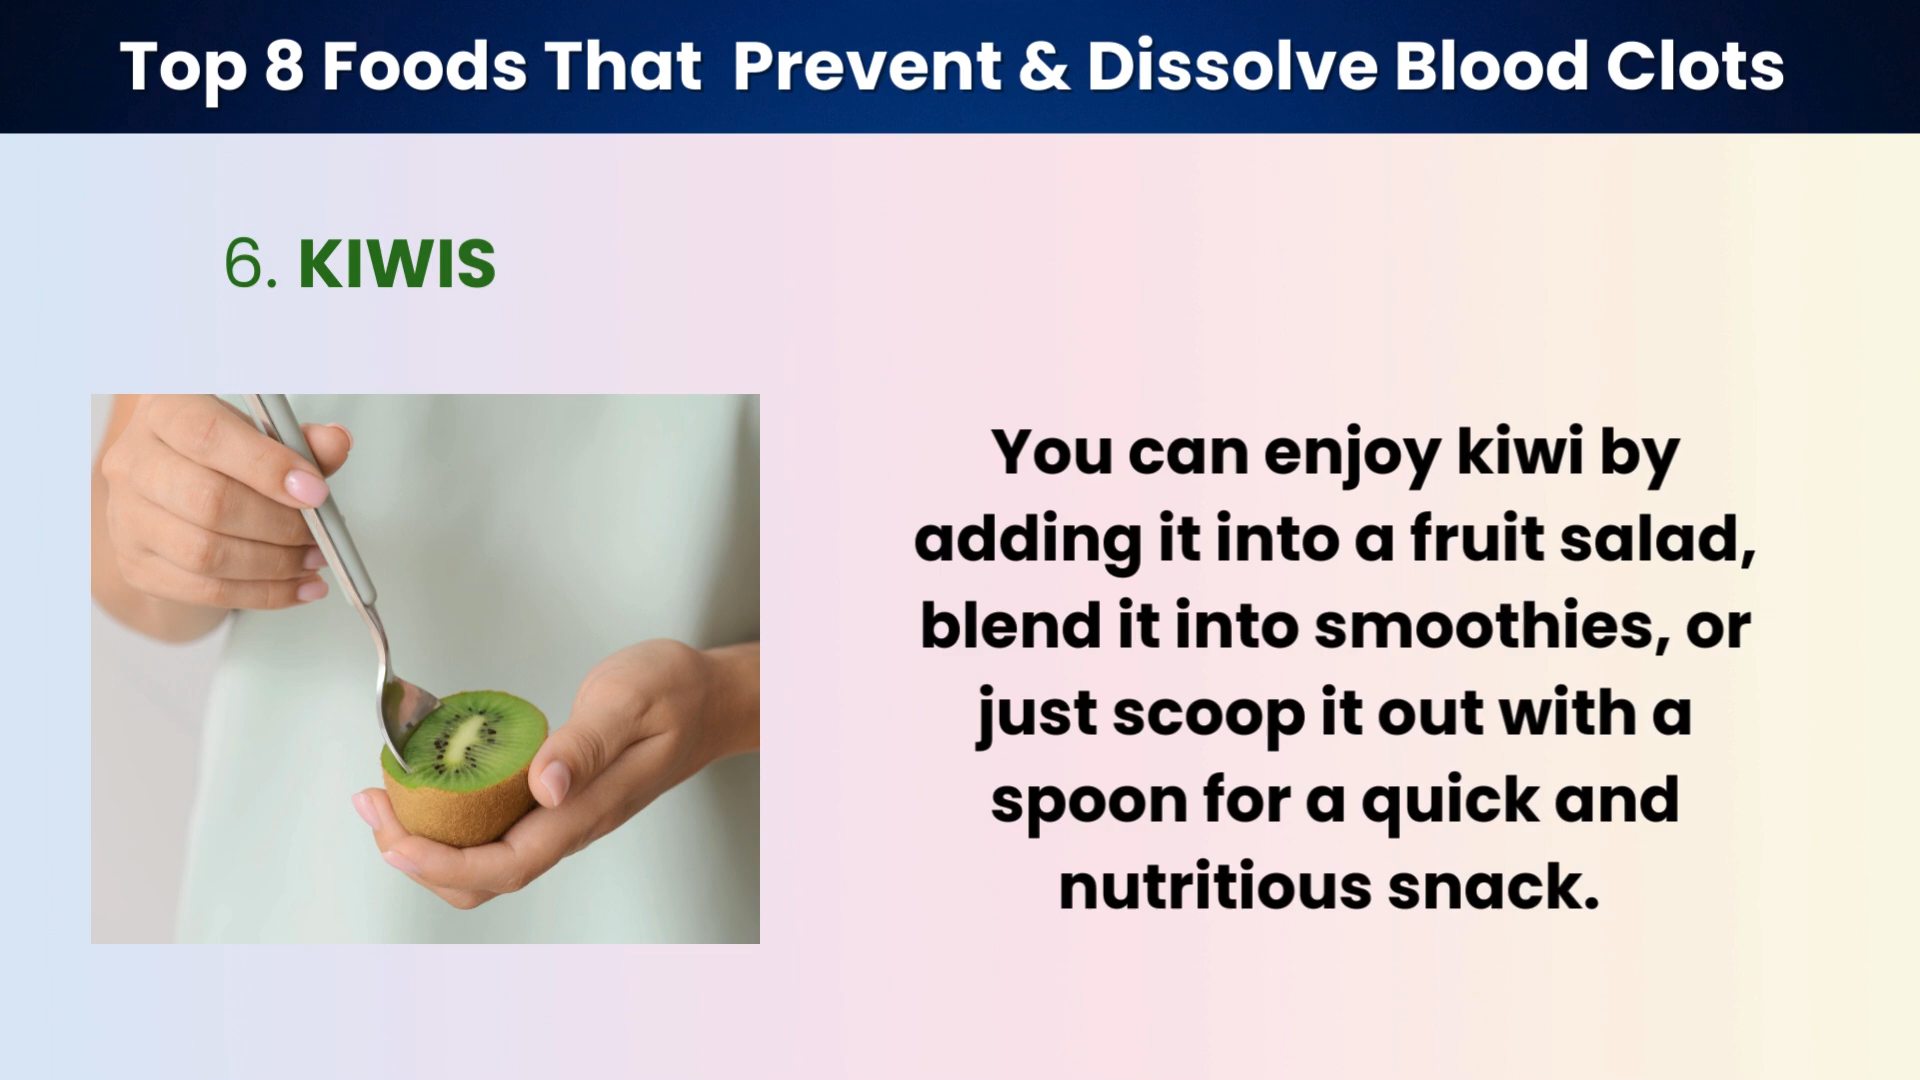 Top 8 Foods That  Prevent & Dissolve Blood Clots
6. KIWIS
You can enjoy kiwi by
adding it into a fruit salad,
blend it into smoothies, or
just scoop it out with a
spoon for a quick and
nutritious snack.